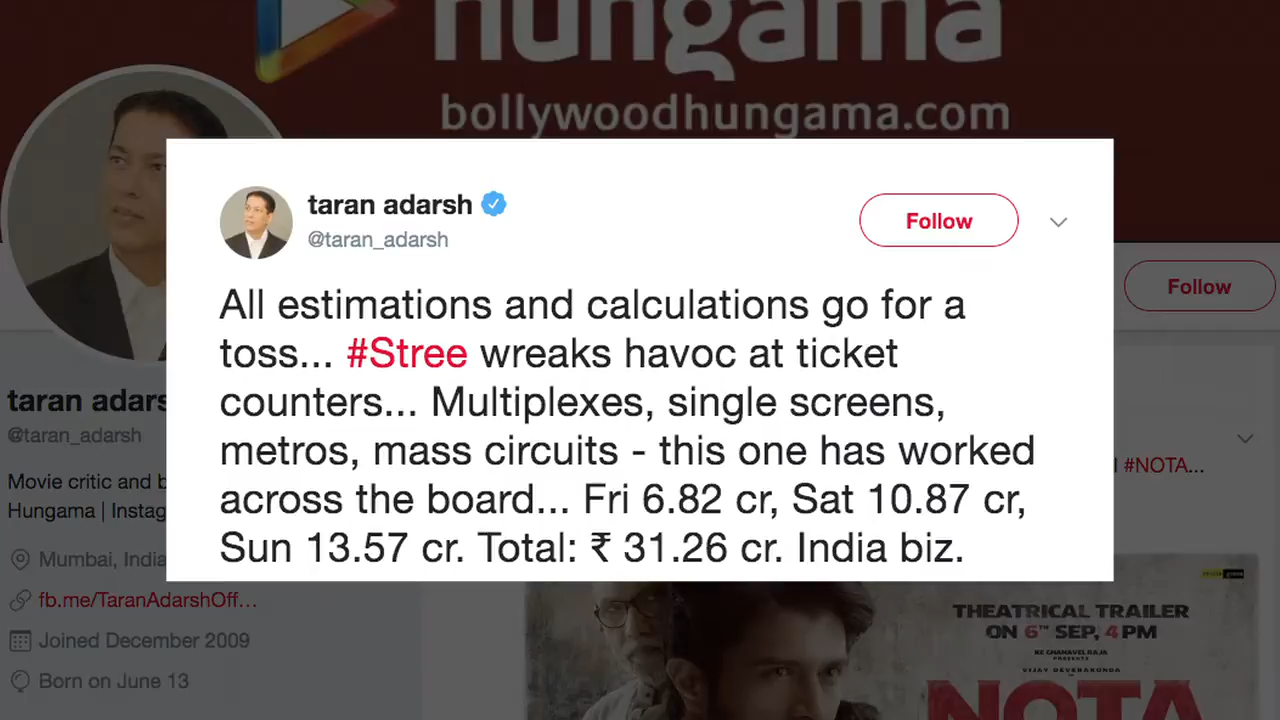 hungama
bollywoodhungama.com
taran adarsh
@taran_adarsh
Follow
All estimations and calculations go for a
toss... #Stree wreaks havoc at ticket
counters... Multiplexes, single screens,
metros, mass circuits - this one has worked
across the board... Fri 6.82 cr, Sat 10.87 cr,
Sun 13.57 cr. Total: ₹ 31.26 cr. India biz.
Follow
taran adars
@taran_adarsh
Movie critic and b
Hungama | Instag
Mumbai, India
fb.me/TaranAdarshOff...
Joined December 2009
Born on June 13
#NOTA...
THEATRICAL TRAILER
ON 6TH SEP, 4 PM
KE GNANAVEL RAJA
PRESENTS
VIJAY DEVERAKONDA
NOTA